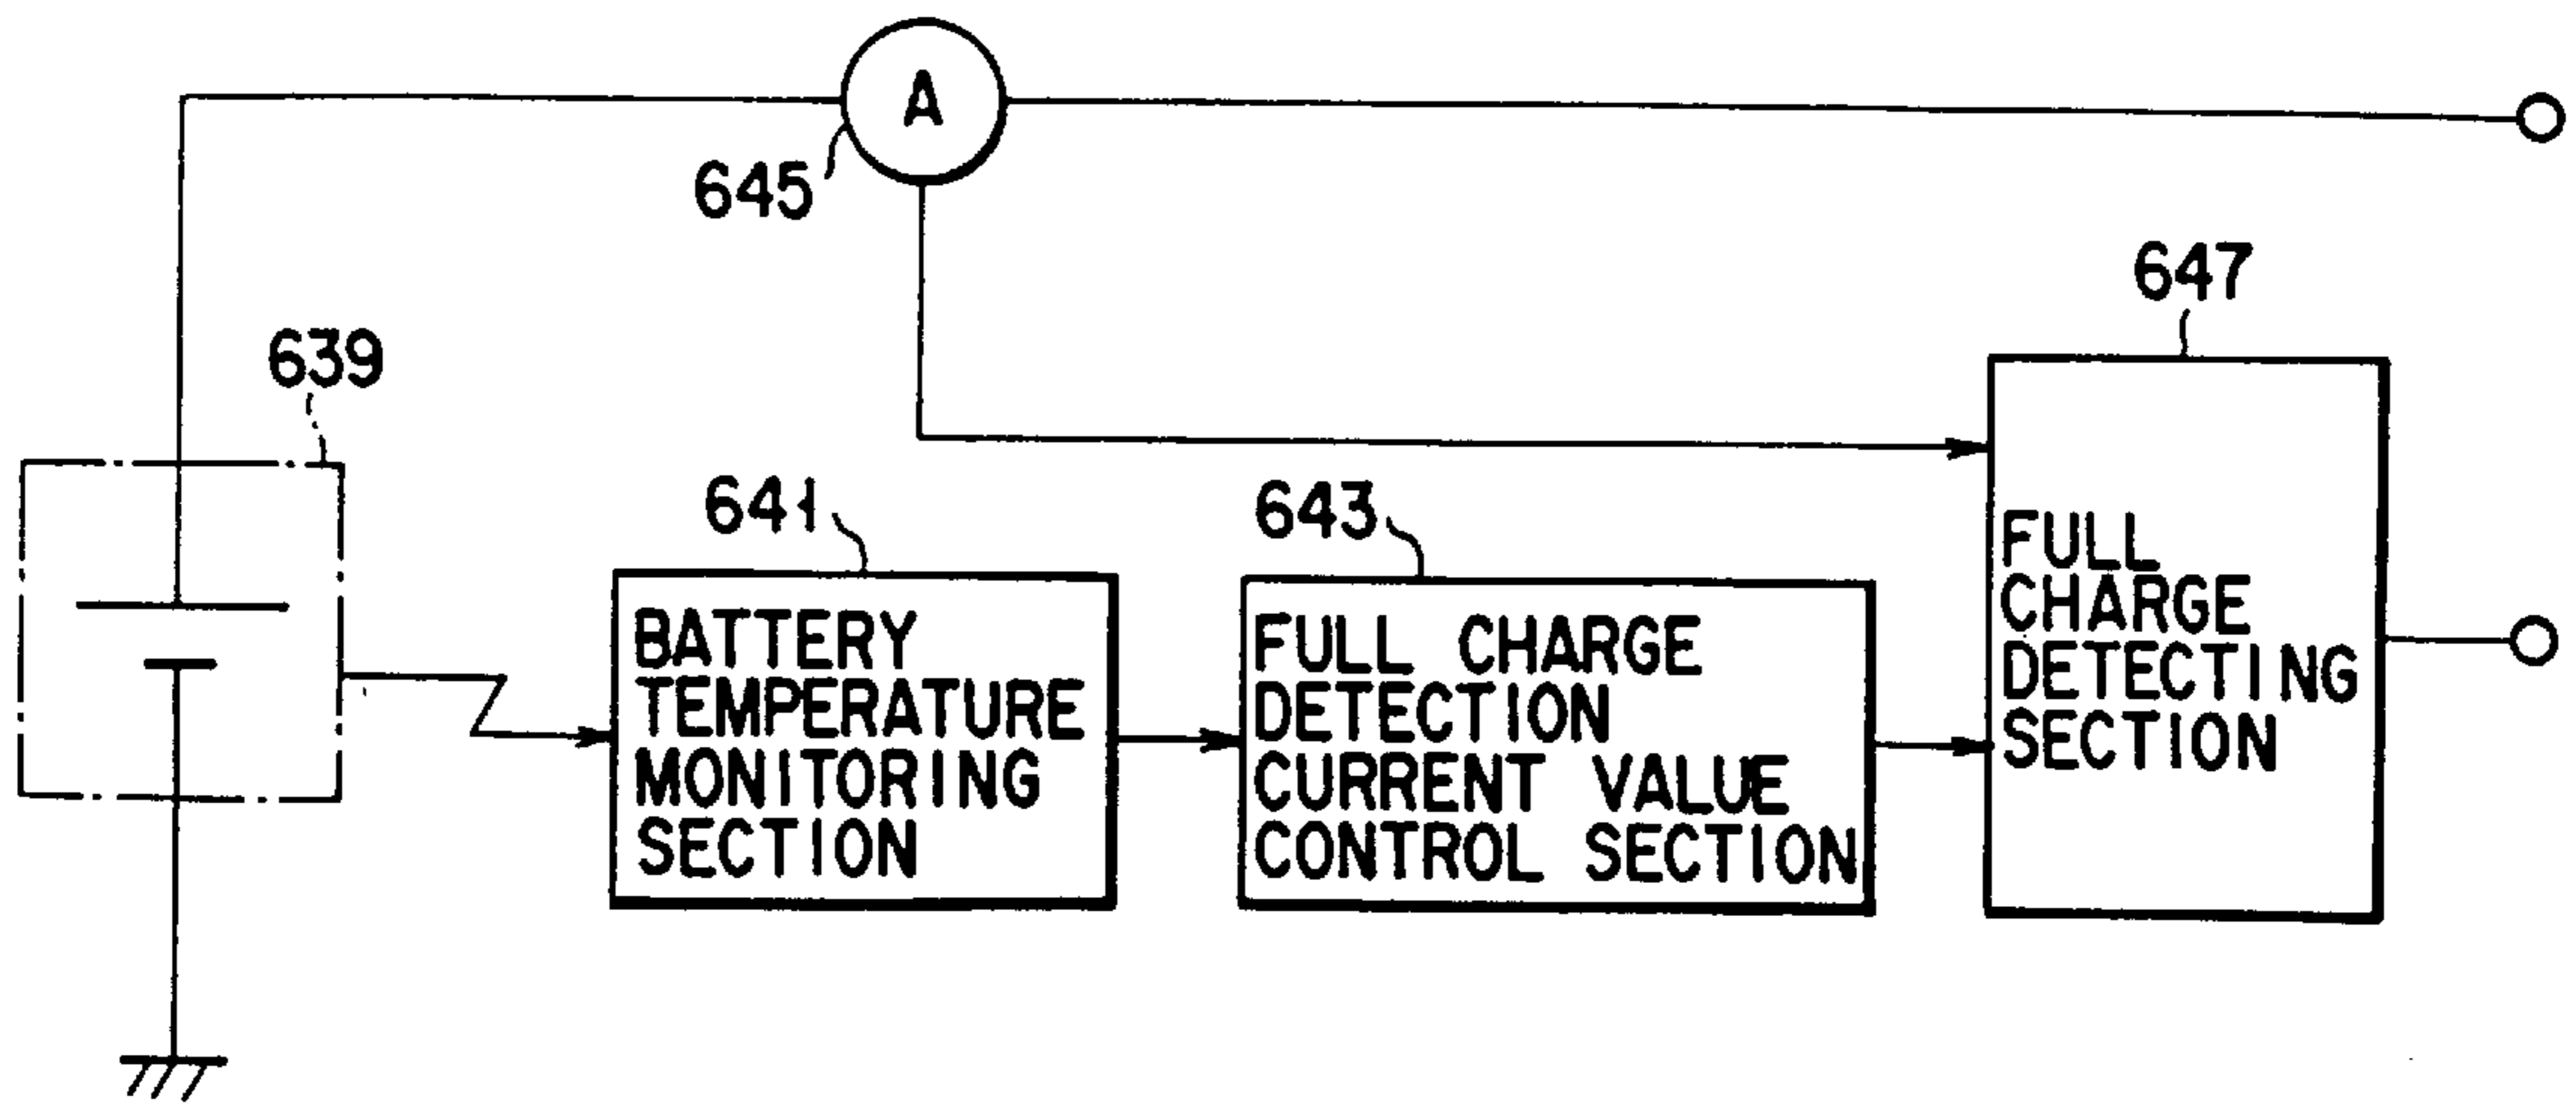 A
645
647
639
641
643
BATTERY
TEMPERATURE
MONITORING
SECTION
FULL CHARGE
DETECTION
CURRENT VALUE
CONTROL SECTION
FULL
CHARGE
DETECTING
SECTION